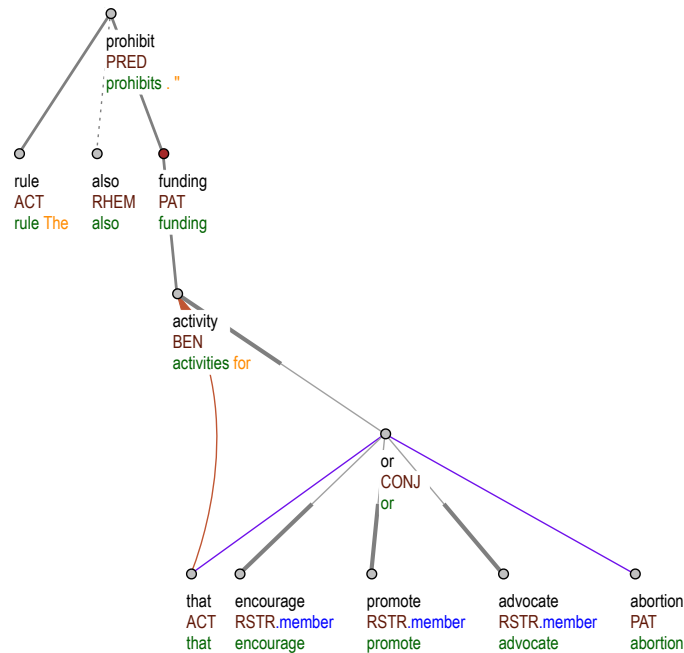 prohibit
PRED
prohibits . "
rule
ACT
rule The
also
RHEM
also
funding
PAT
funding
activity
BEN
activities for
or
CONJ
or
that
ACT
that
encourage
RSTR.member
encourage
promote
RSTR.member
promote
advocate
RSTR.member
advocate
abortion
PAT
abortion